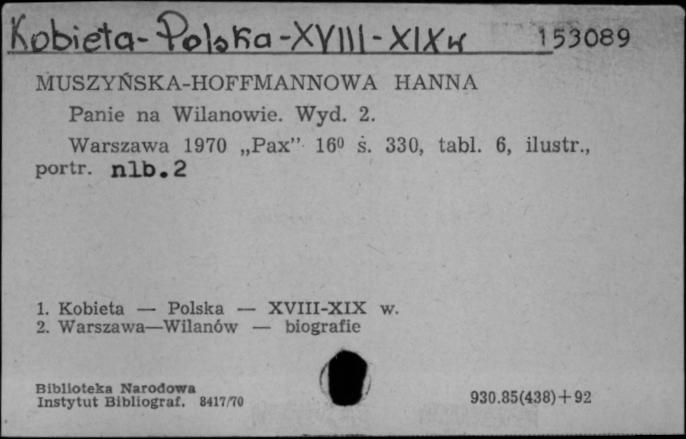 Kobieta-Polska-XVIII-XIXw 153089
MUSZYŃSKA-HOFFMANNOWA HANNA
Panie na Wilanowie. Wyd. 2.
Warszawa 1970 „Pax” 16⁰ s. 330, tabl. 6, ilustr.,
portr. nlb.2
1. Kobieta — Polska — XVIII-XIX w.
2. Warszawa—Wilanów — biografie
Biblioteka Narodowa
Instytut Bibliograf. 8417/70
930.85(438)+92